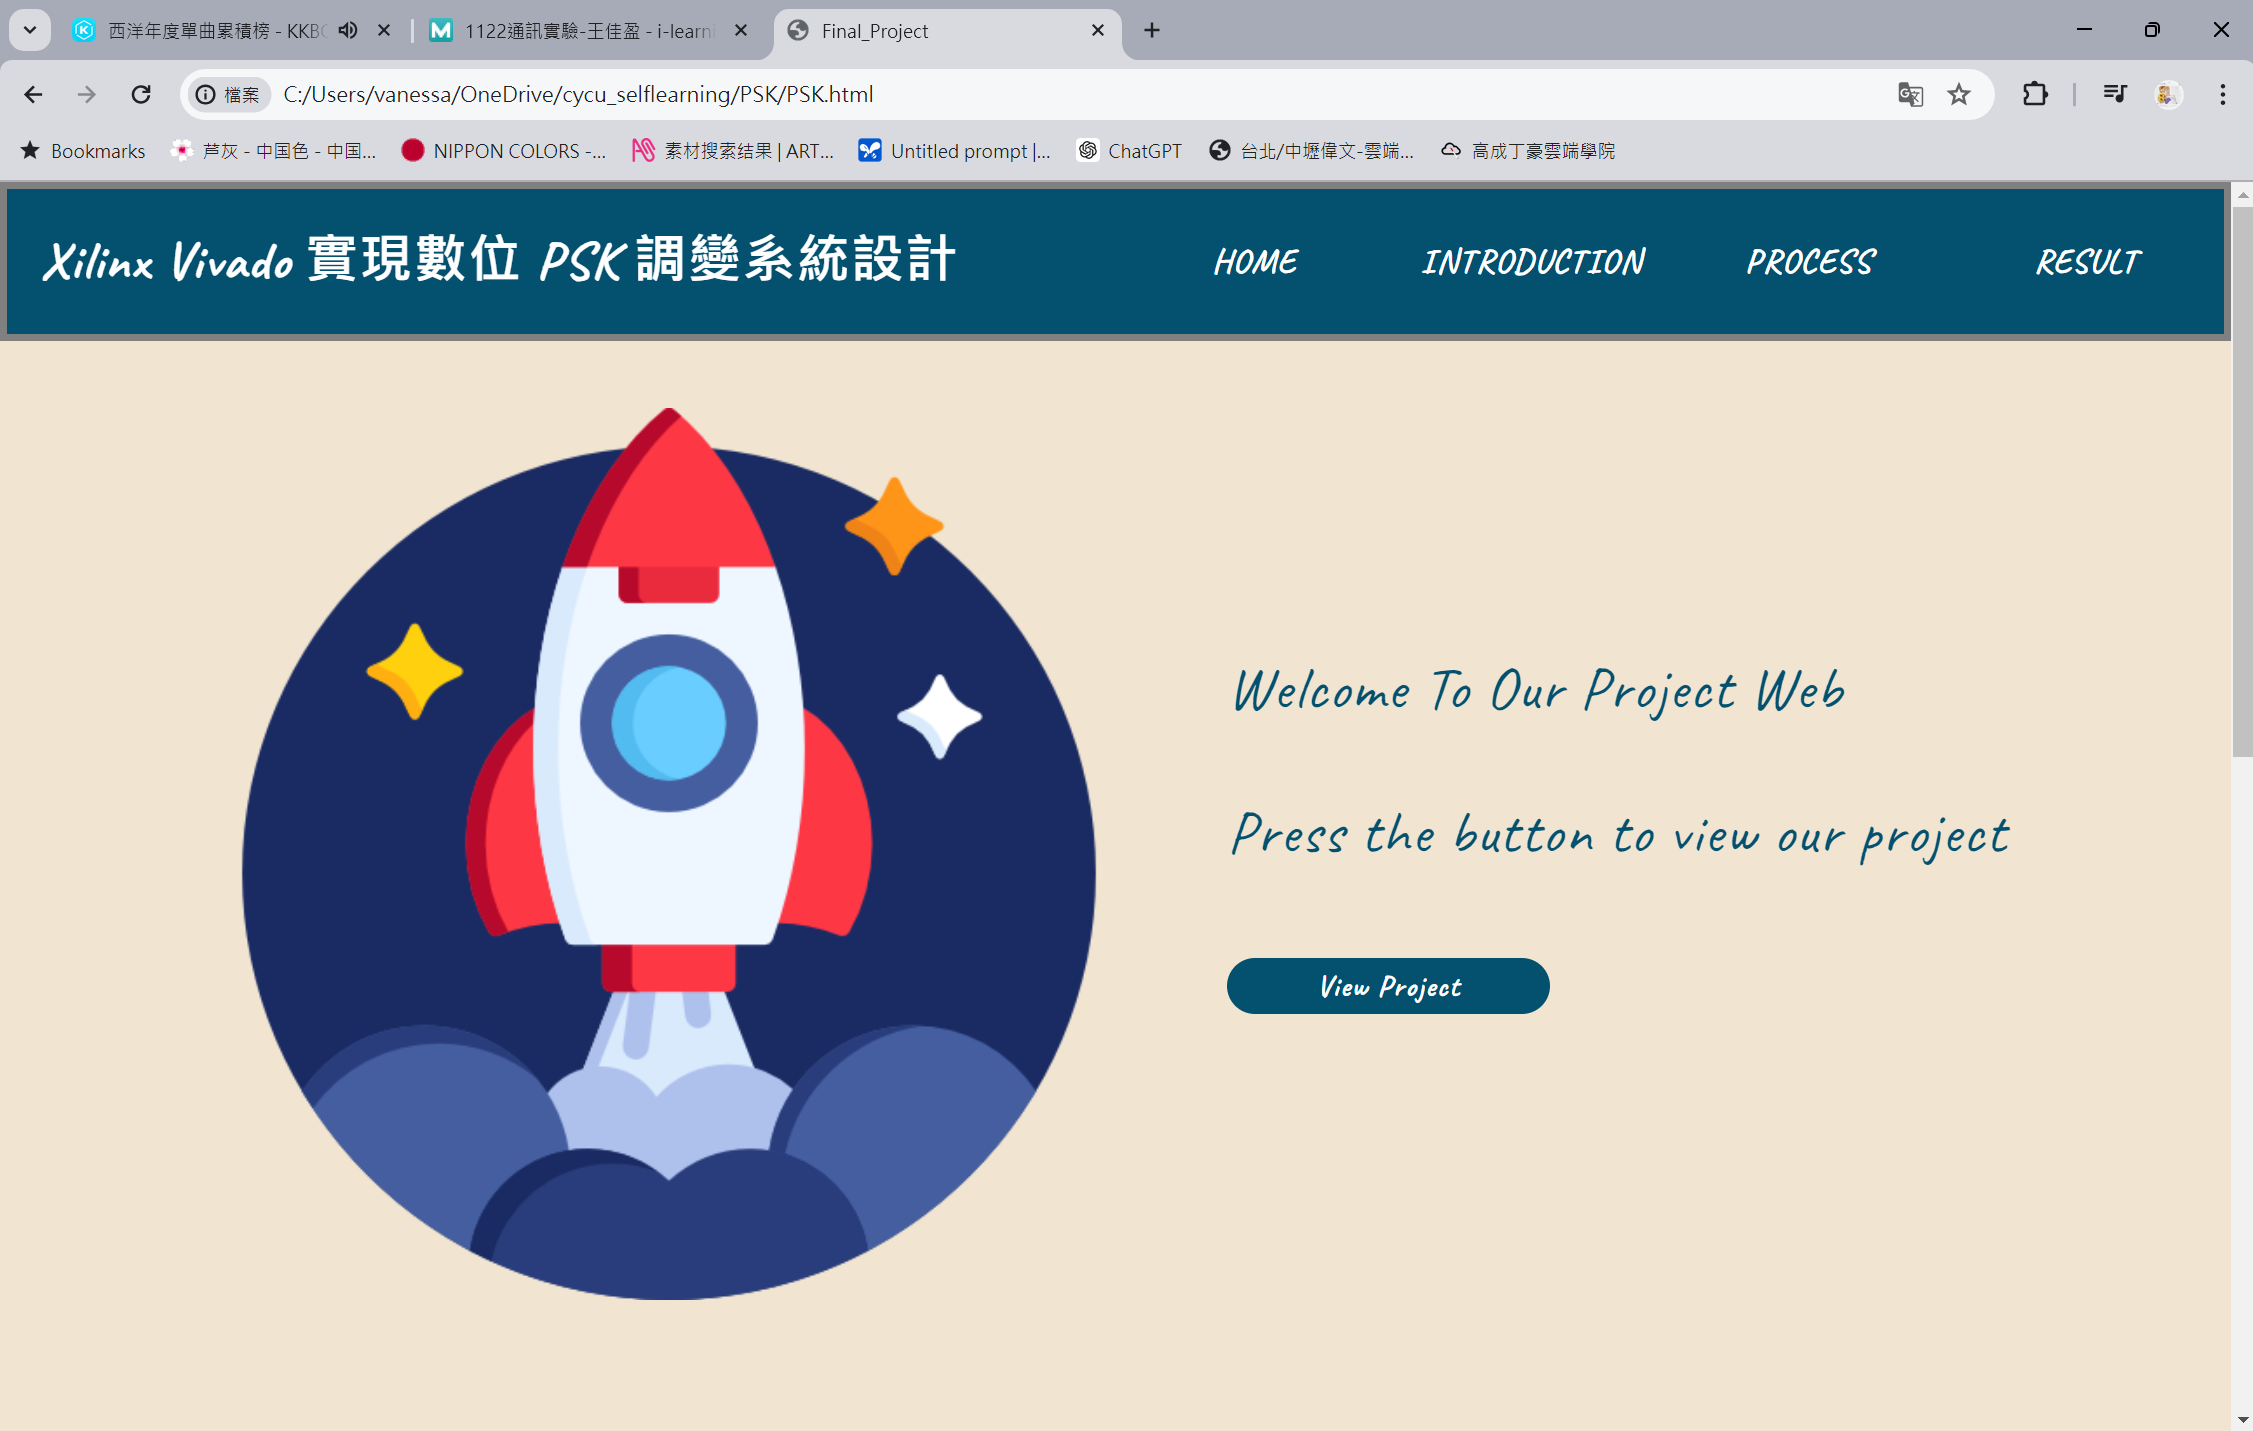 西洋年度單曲累積榜 - KKBO
1122通訊實驗-王佳盈 - i-learni
Final_Project
檔案
C:/Users/vanessa/OneDrive/cycu_selflearning/PSK/PSK.html
Bookmarks
芦灰 - 中国色 - 中国...
NIPPON COLORS -...
素材搜索结果 | ART...
Untitled prompt |...
ChatGPT
台北/中壢偉文-雲端...
高成丁豪雲端學院
Xilinx Vivado 實現數位 PSK 調變系統設計
HOME
INTRODUCTION
PROCESS
RESULT
Welcome To Our Project Web
Press the button to view our project
View Project